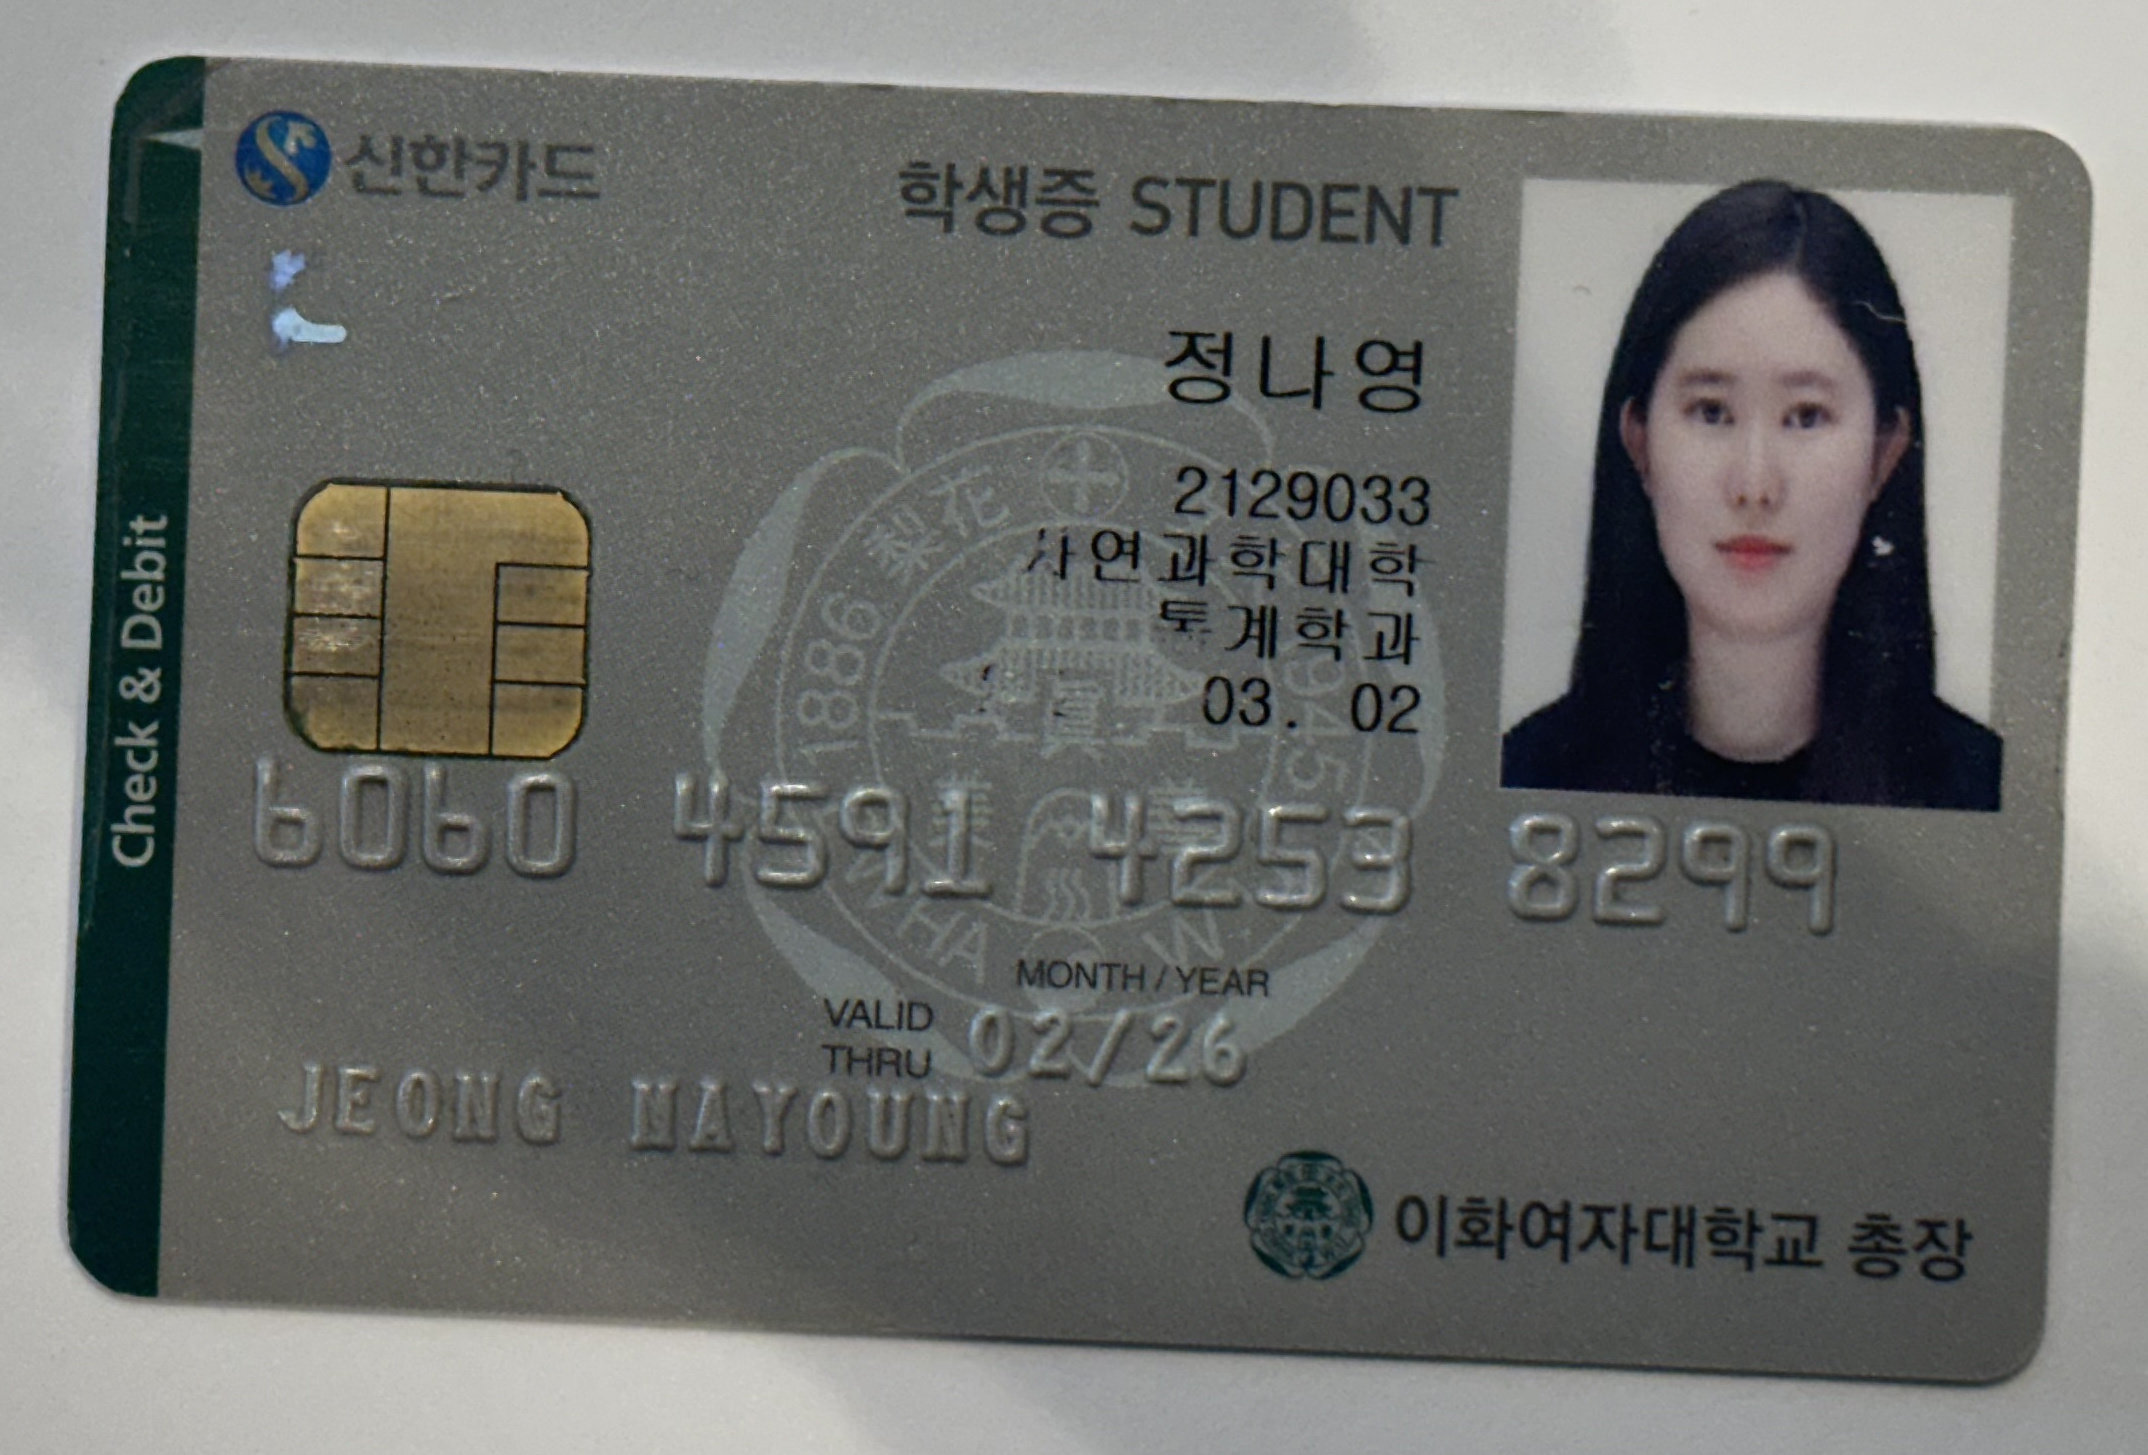 신한카드
학생증 STUDENT
정나영
2129033
자연과학대학
통계학과
03. 02
Check & Debit
梨花
1886
1945
6060 4591 4253 8299
MONTH / YEAR
VALID THRU 02/26
JEONG NAYOUNG
이화여자대학교 총장